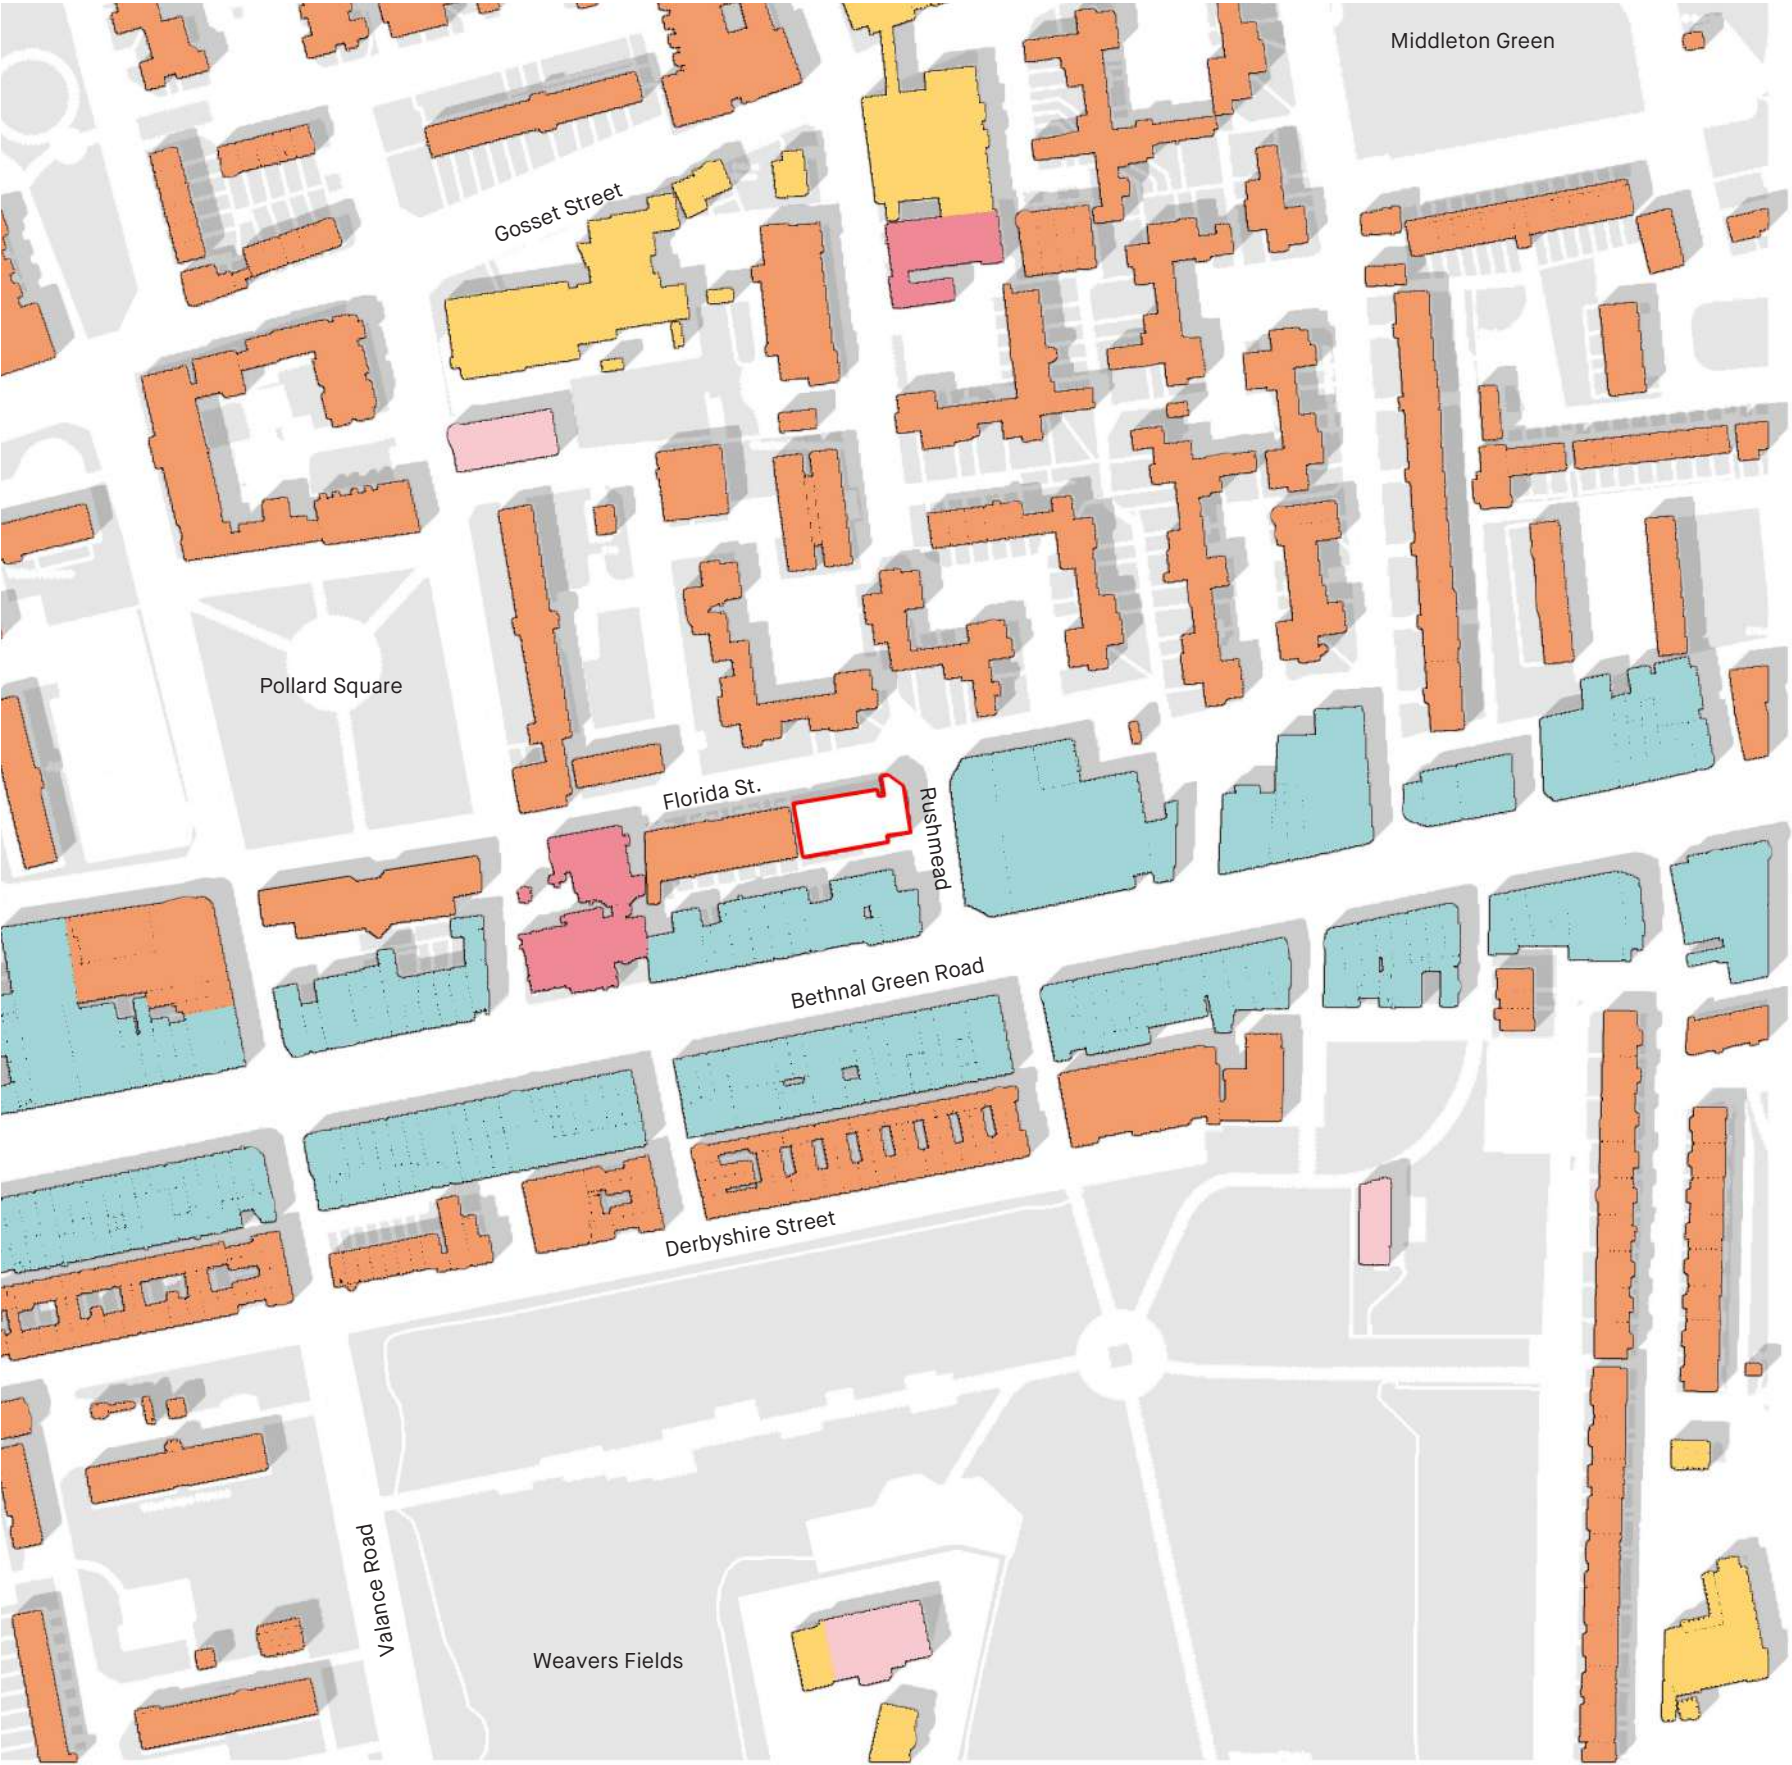 Middleton Green
Gosset Street
Pollard Square
Florida St.
Rushmead
Bethnal Green Road
Derbyshire Street
Valance Road
Weavers Fields